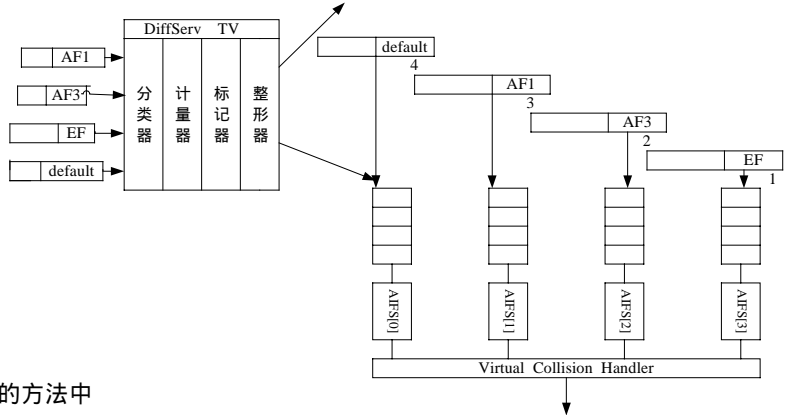 DiffServ TV
AF1
AF3
EF
default
分类器
计量器
标记器
整形器
default
4
AF1
3
AF3
2
EF
1
AIFS[0]
AIFS[1]
AIFS[2]
AIFS[3]
Virtual Collision Handler
的方法中